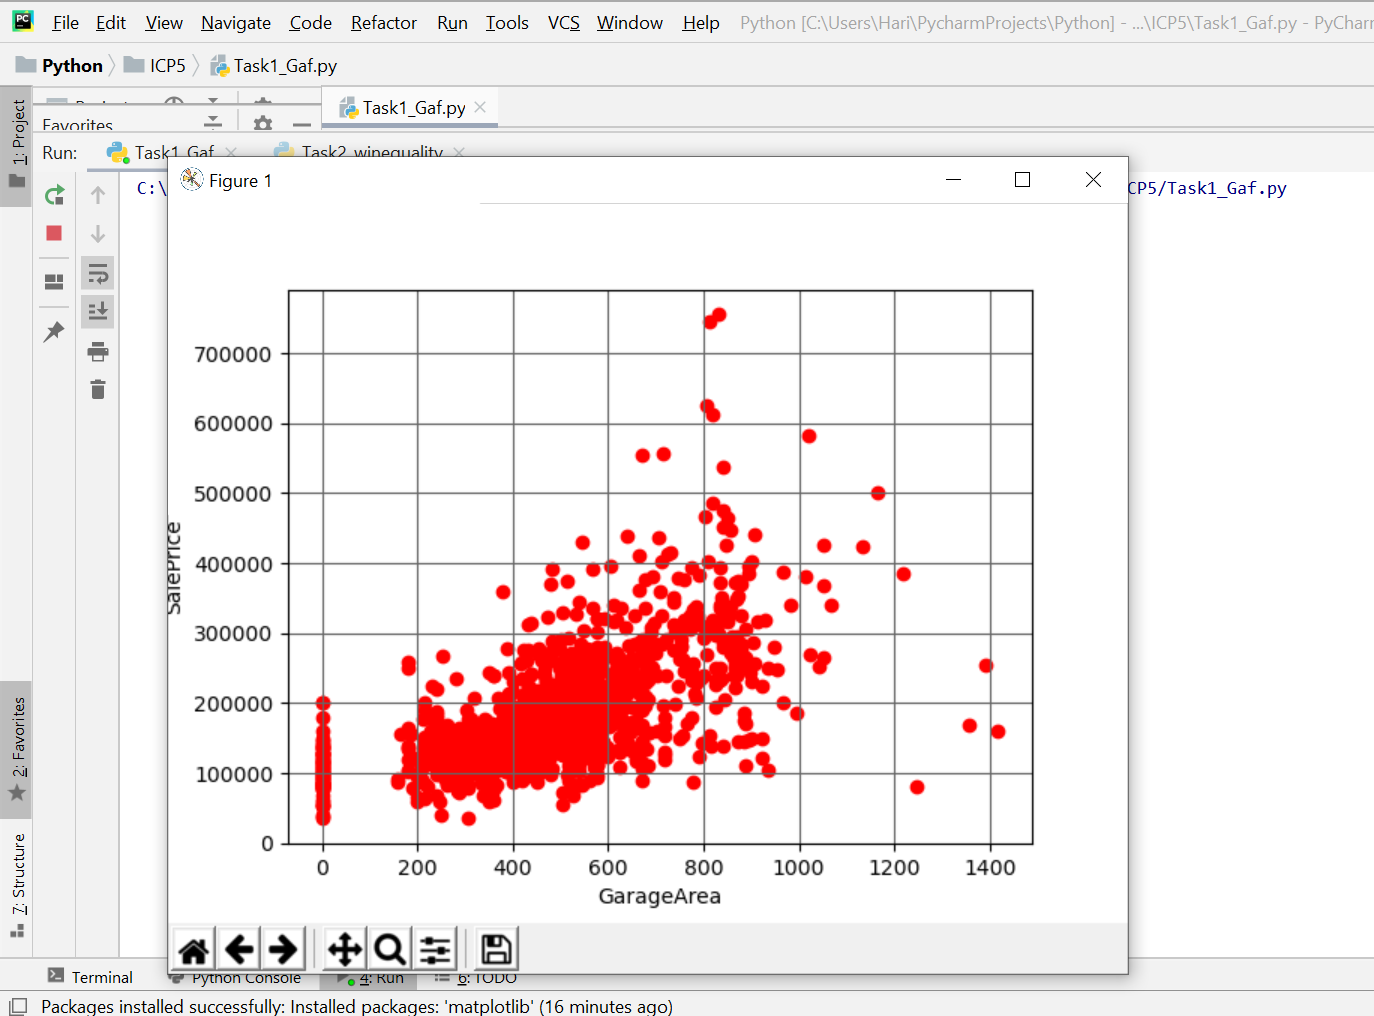 File Edit View Navigate Code Refactor Run Tools VCS Window Help Python [C:\Users\Hari\PycharmProjects\Python] - ...\ICP5\Task1_Gaf.py - PyCharm
Python ICP5 Task1_Gaf.py
1: Project
Task1_Gaf.py
Favorites
Run: Task1_Gaf Task2_winequality
C:\
CP5/Task1_Gaf.py
Figure 1
700000
600000
500000
400000
300000
200000
100000
0
SalePrice
0 200 400 600 800 1000 1200 1400
GarageArea
2: Favorites
7: Structure
Terminal Python Console 4: Run 6: TODO
Packages installed successfully: Installed packages: 'matplotlib' (16 minutes ago)